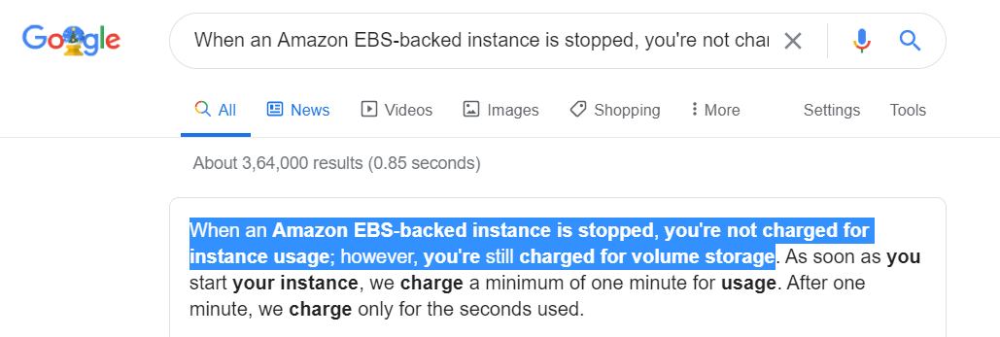 Google
When an Amazon EBS-backed instance is stopped, you're not cha
All News Videos Images Shopping More Settings Tools
About 3,64,000 results (0.85 seconds)
When an Amazon EBS-backed instance is stopped, you're not charged for
instance usage; however, you're still charged for volume storage. As soon as you
start your instance, we charge a minimum of one minute for usage. After one
minute, we charge only for the seconds used.